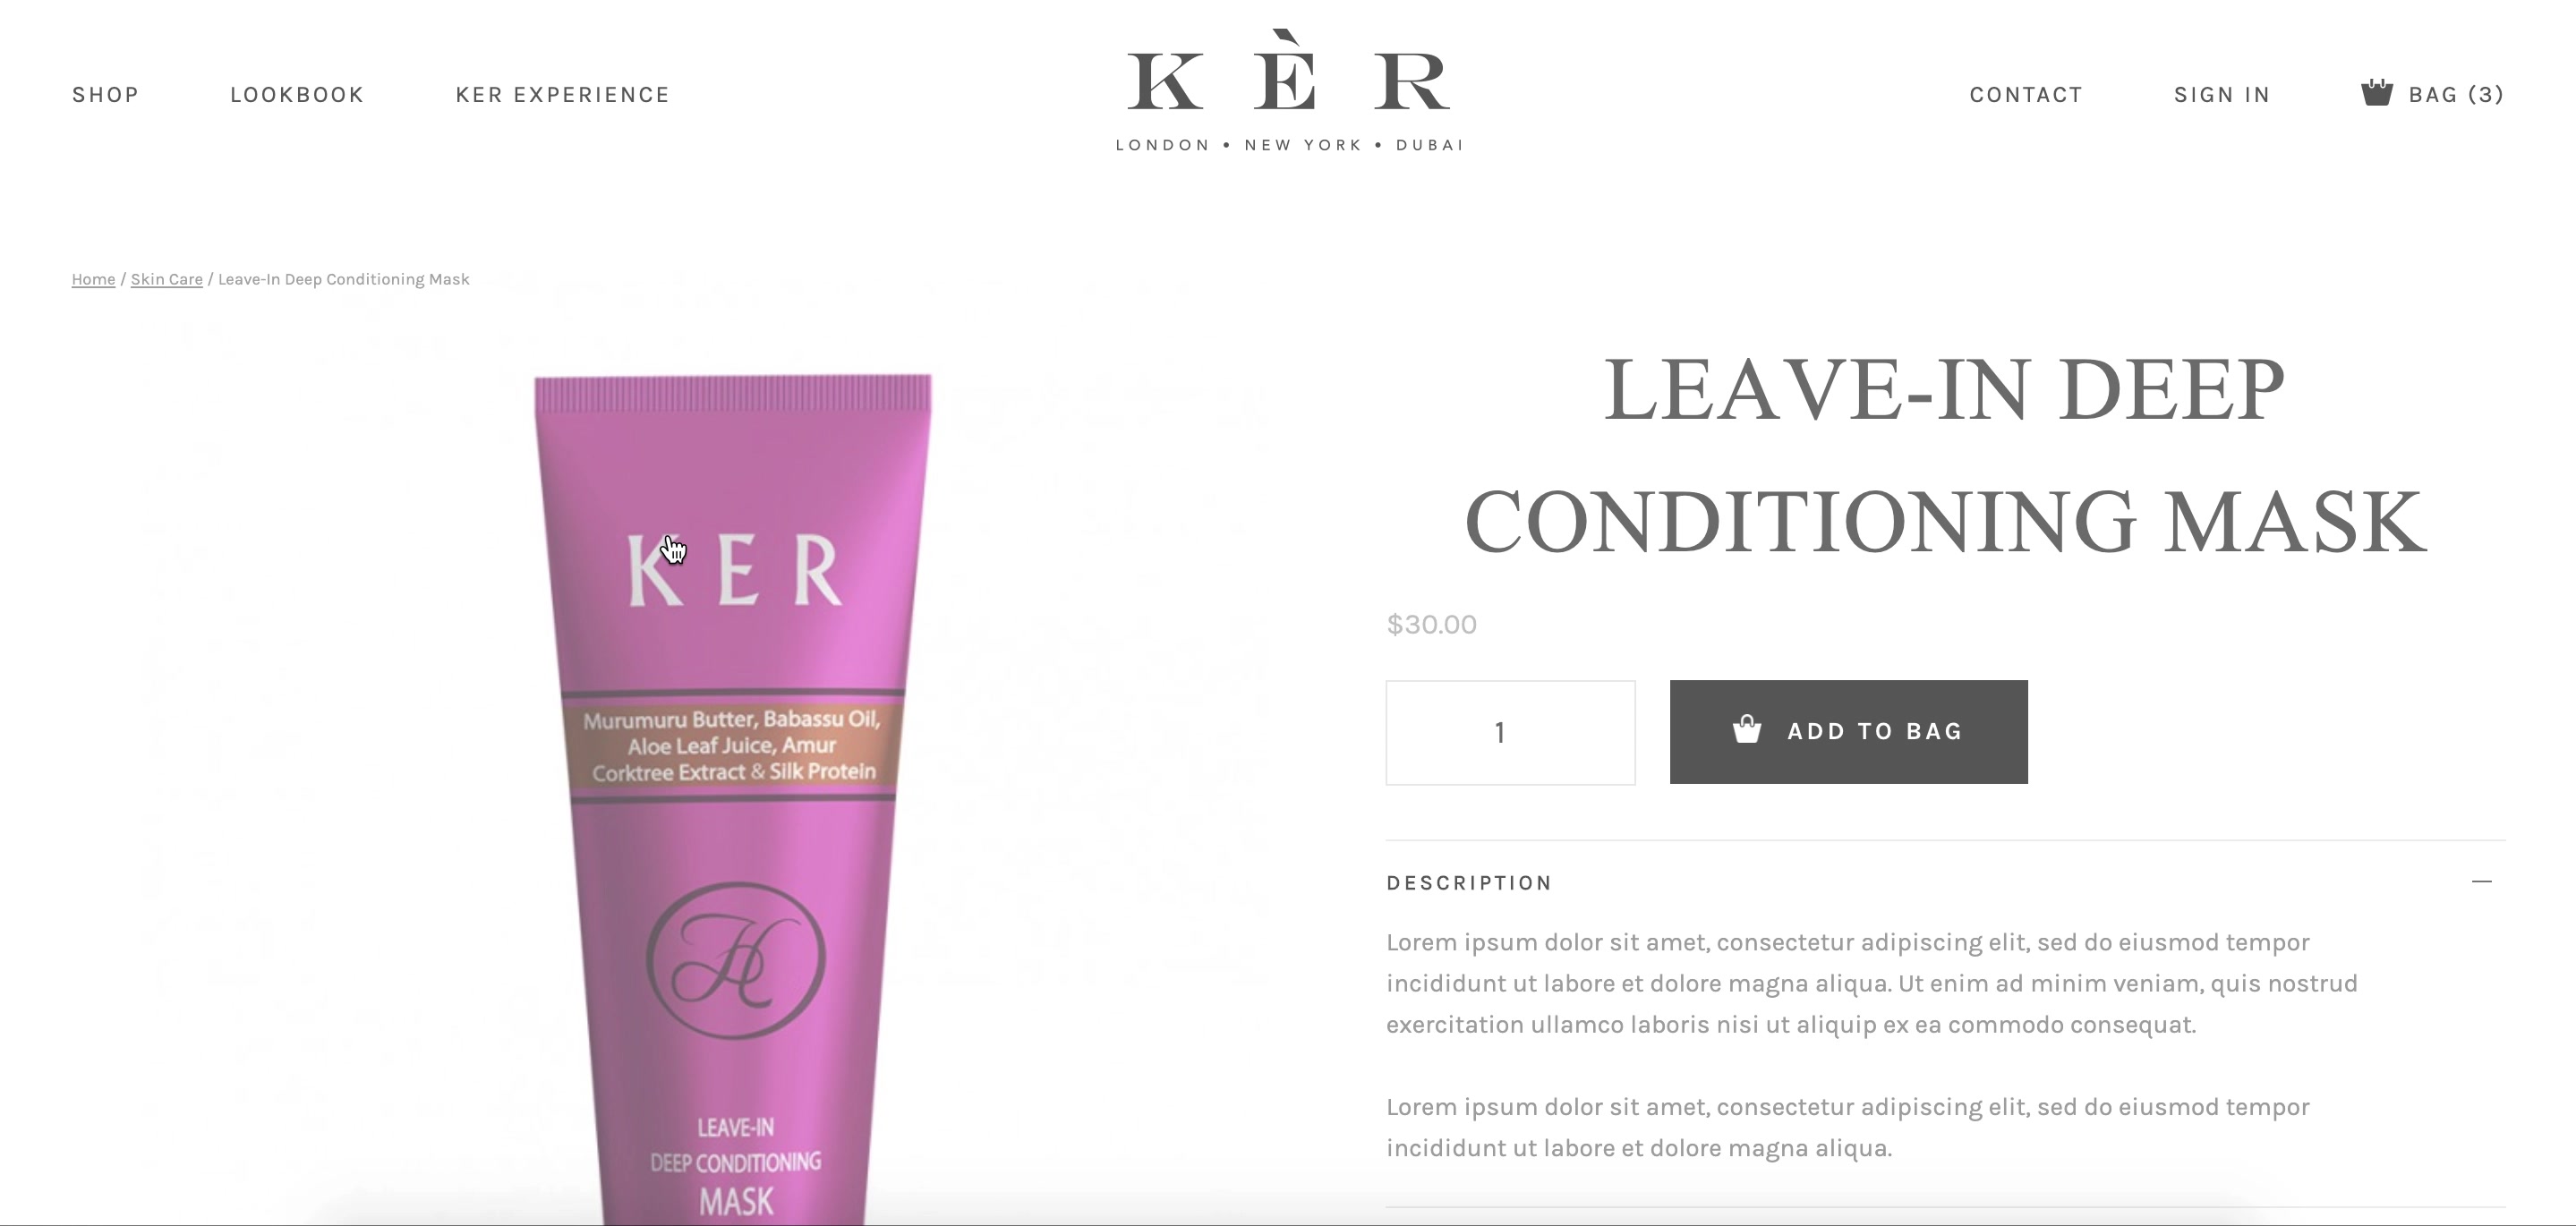 SHOP
LOOKBOOK
KER EXPERIENCE
KÈR
LONDON • NEW YORK • DUBAI
CONTACT
SIGN IN
BAG (3)
Home / Skin Care / Leave-In Deep Conditioning Mask
KER
Murumuru Butter, Babassu Oil,
Aloe Leaf Juice, Amur
Corktree Extract & Silk Protein
H
LEAVE-IN
DEEP CONDITIONING
MASK
LEAVE-IN DEEP
CONDITIONING MASK
$30.00
1
ADD TO BAG
DESCRIPTION
Lorem ipsum dolor sit amet, consectetur adipiscing elit, sed do eiusmod tempor
incididunt ut labore et dolore magna aliqua. Ut enim ad minim veniam, quis nostrud
exercitation ullamco laboris nisi ut aliquip ex ea commodo consequat.
Lorem ipsum dolor sit amet, consectetur adipiscing elit, sed do eiusmod tempor
incididunt ut labore et dolore magna aliqua.